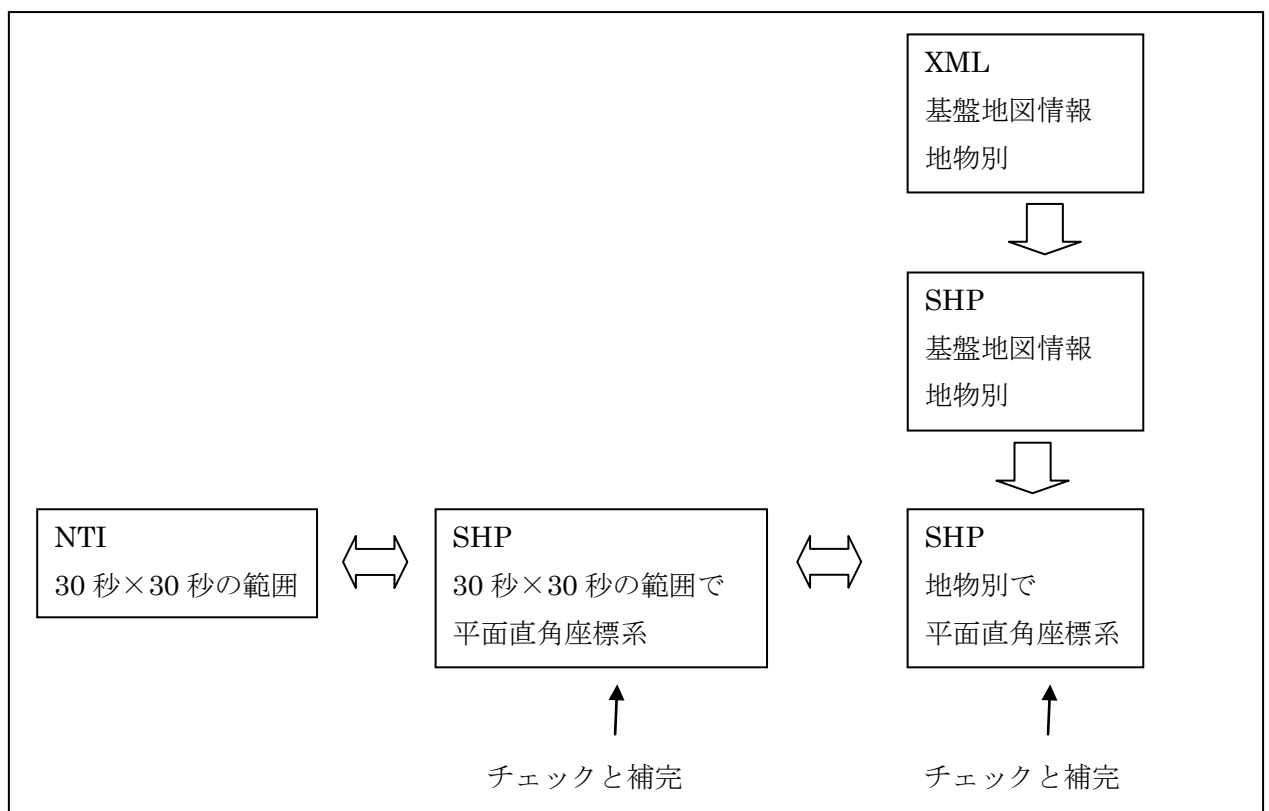 XML
基盤地図情報
地物別
SHP
基盤地図情報
地物別
NTI
30 秒×30 秒の範囲
SHP
30 秒×30 秒の範囲で
平面直角座標系
SHP
地物別で
平面直角座標系
チェックと補完
チェックと補完